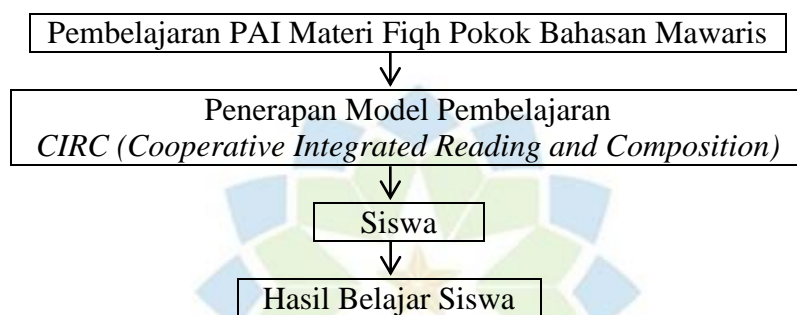 Pembelajaran PAI Materi Fiqh Pokok Bahasan Mawaris
Penerapan Model Pembelajaran
CIRC (Cooperative Integrated Reading and Composition)
Siswa
Hasil Belajar Siswa